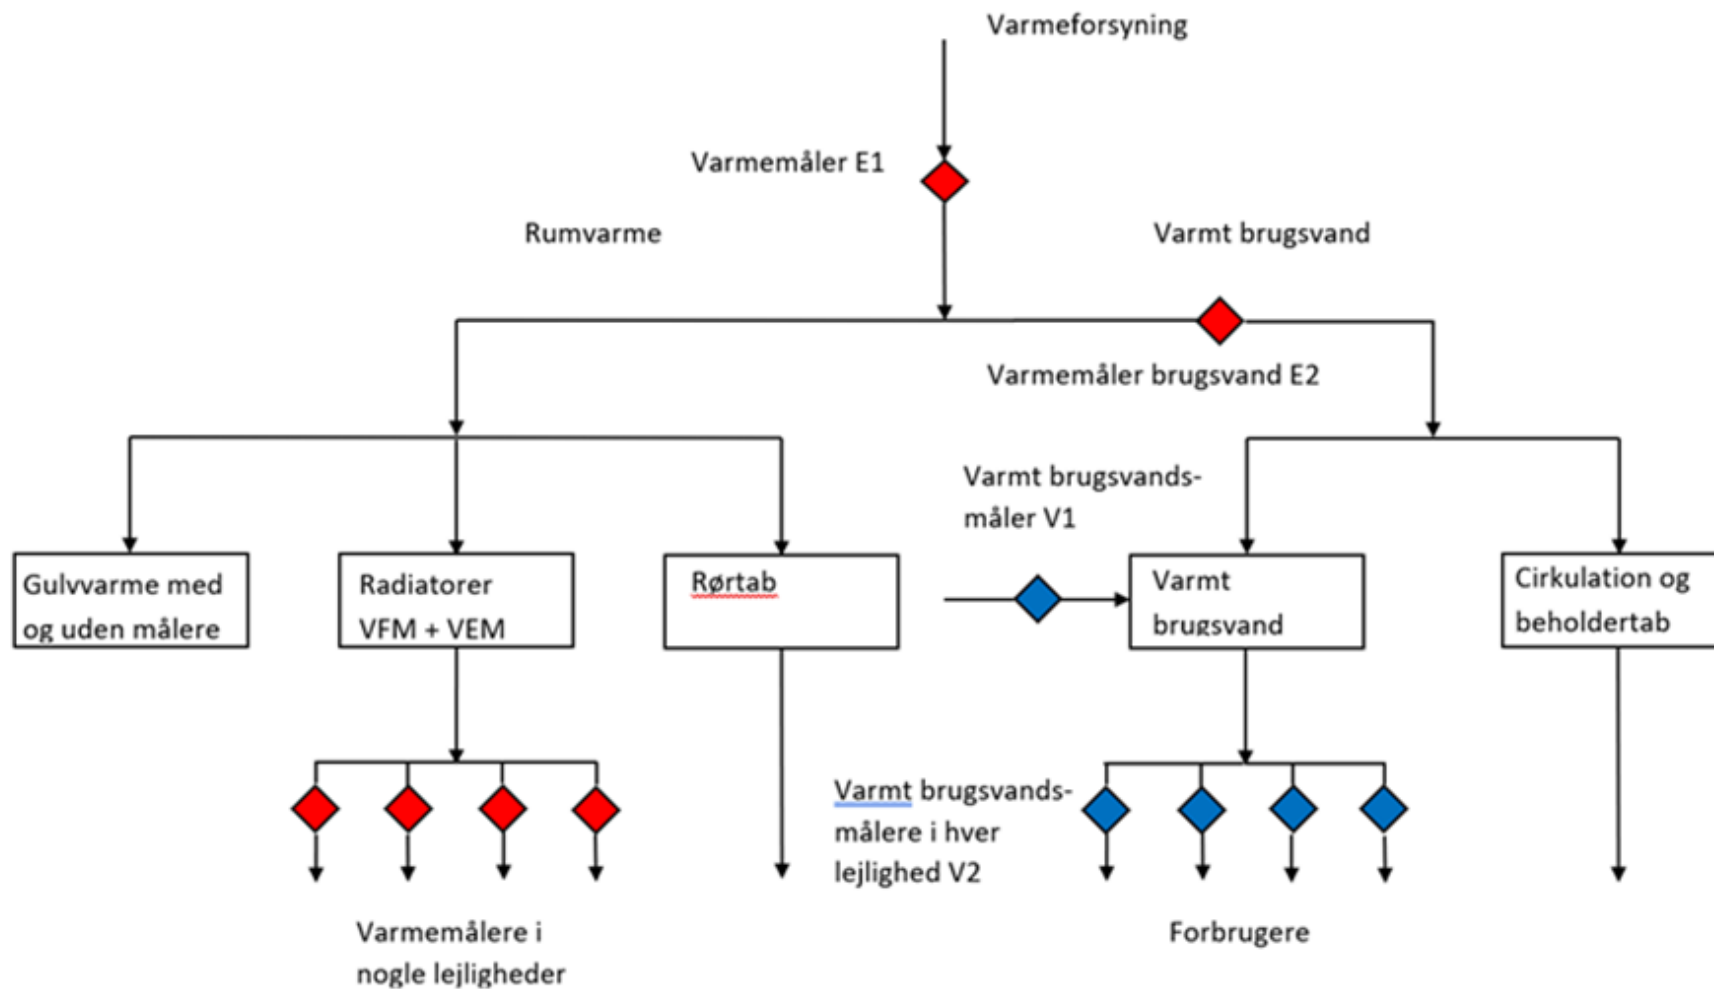 Varmeforsyning
Varmemåler E1
Rumvarme
Varmt brugsvand
Varmemåler brugsvand E2
Varmt brugsvands-
måler V1
Gulvvarme med
og uden målere
Radiatorer
VFM + VEM
Rørtab
Varmt
brugsvand
Cirkulation og
beholdertab
Varmt brugsvands-
målere i hver
lejlighed V2
Varmemålere i
nogle lejligheder
Forbrugere